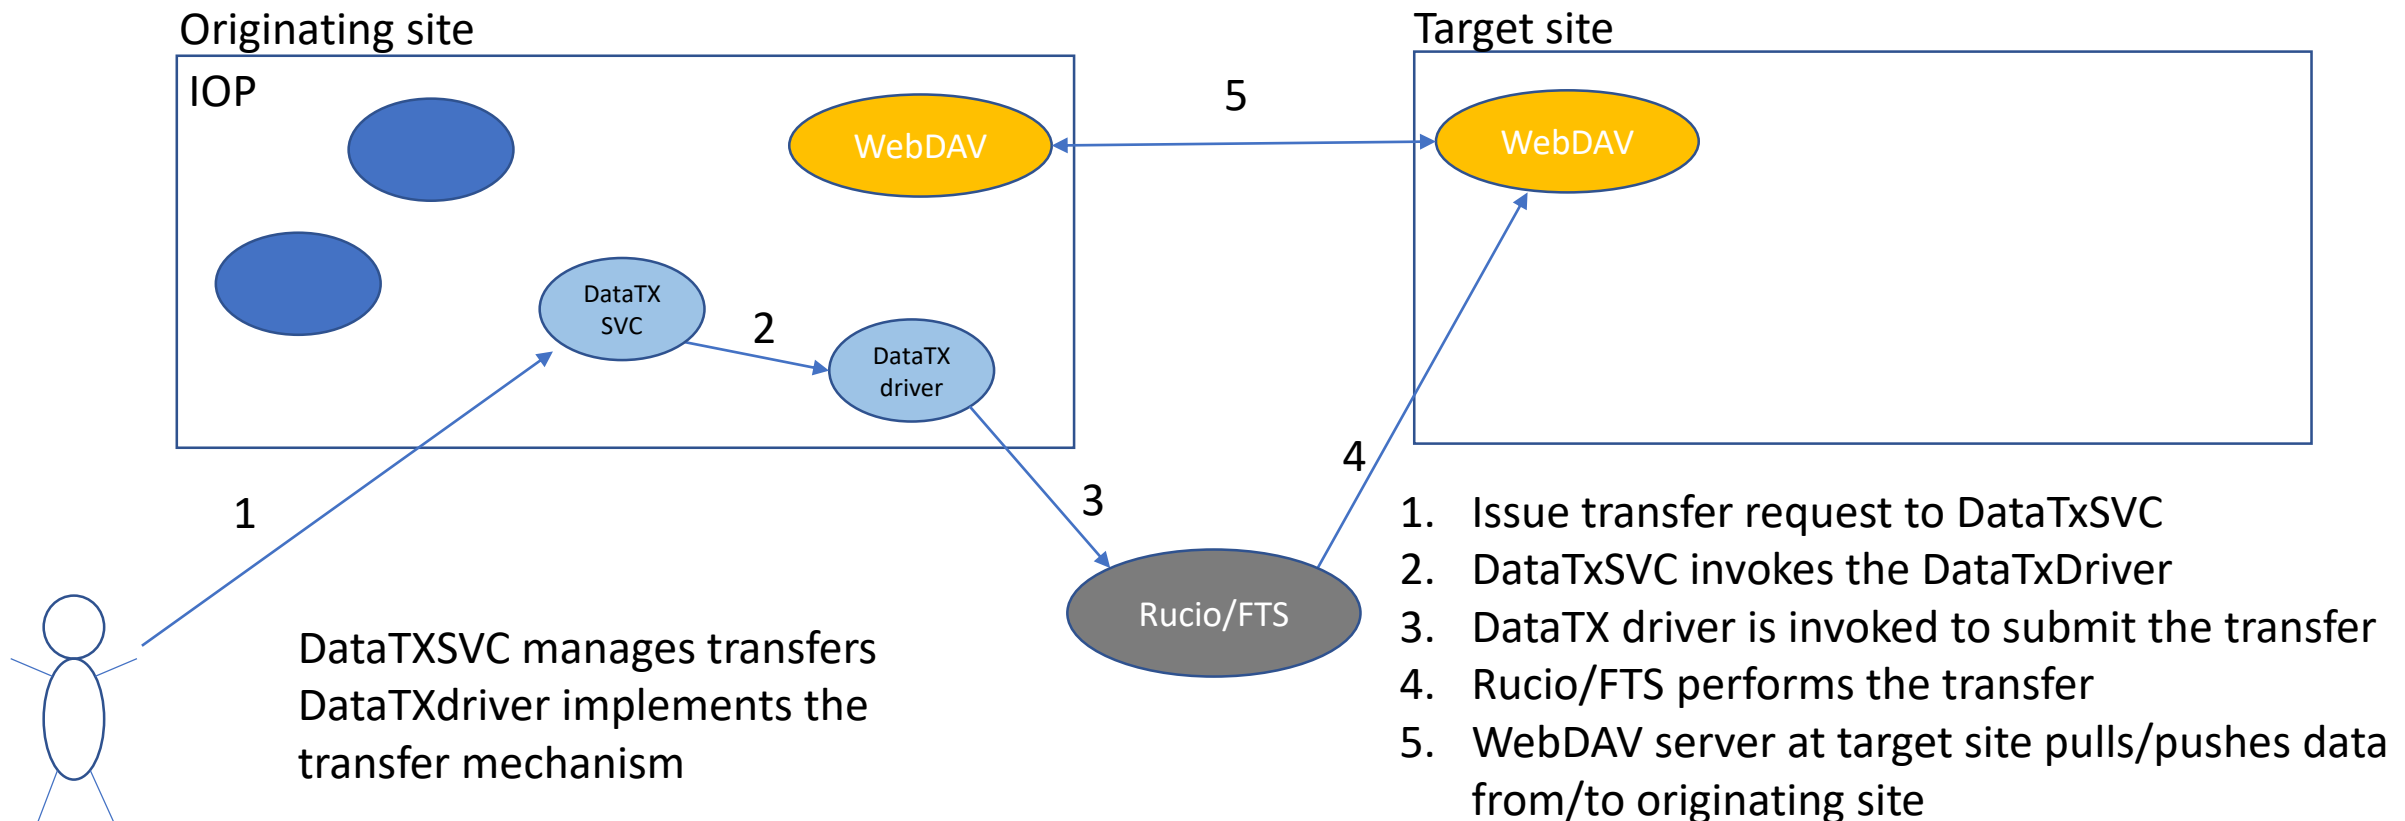 Originating site
Target site
IOP
WebDAV
5
WebDAV
DataTX
SVC
2
DataTX
driver
4
1
3
Rucio/FTS
DataTXSVC manages transfers
DataTXdriver implements the
transfer mechanism
1. Issue transfer request to DataTxSVC
2. DataTxSVC invokes the DataTxDriver
3. DataTX driver is invoked to submit the transfer
4. Rucio/FTS performs the transfer
5. WebDAV server at target site pulls/pushes data
from/to originating site